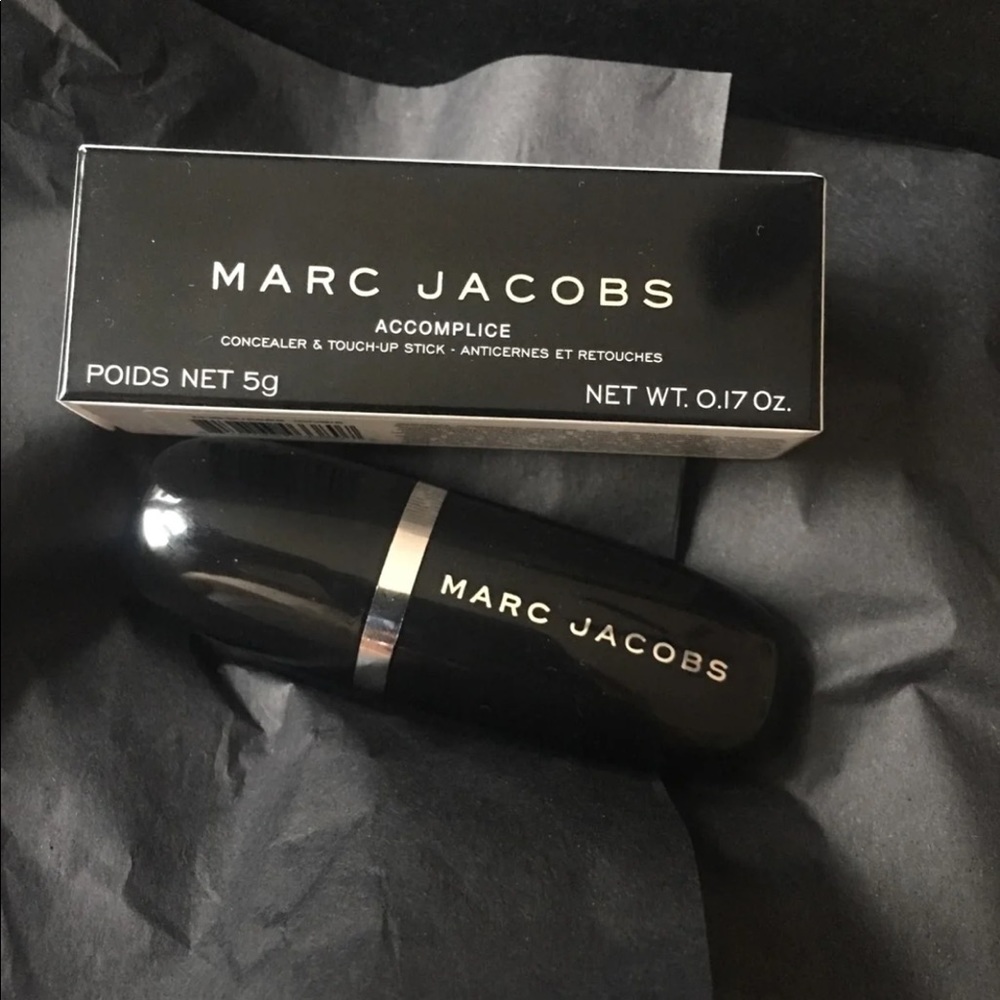 MARC JACOBS
ACCOMPLICE
CONCEALER & TOUCH-UP STICK - ANTICERNES ET RETOUCHES
POIDS NET 5g
NET WT. 0.17 Oz.
MARC JACOBS